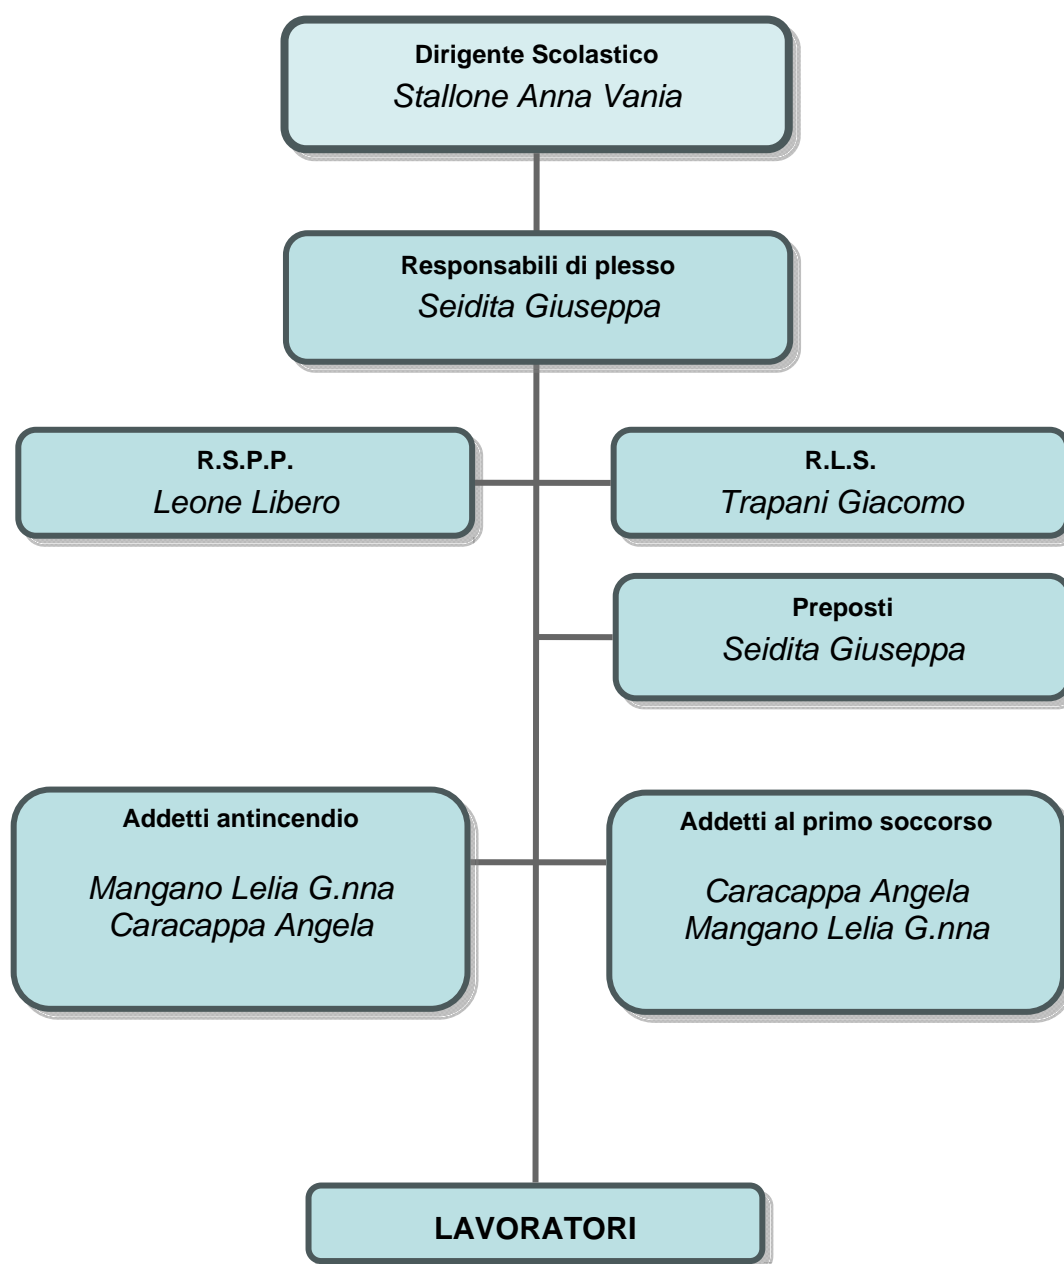 Dirigente Scolastico
Stallone Anna Vania
Responsabili di plesso
Seidita Giuseppa
R.S.P.P.
Leone Libero
R.L.S.
Trapani Giacomo
Preposti
Seidita Giuseppa
Addetti antincendio
Mangano Lelia G.nna
Caracappa Angela
Addetti al primo soccorso
Caracappa Angela
Mangano Lelia G.nna
LAVORATORI